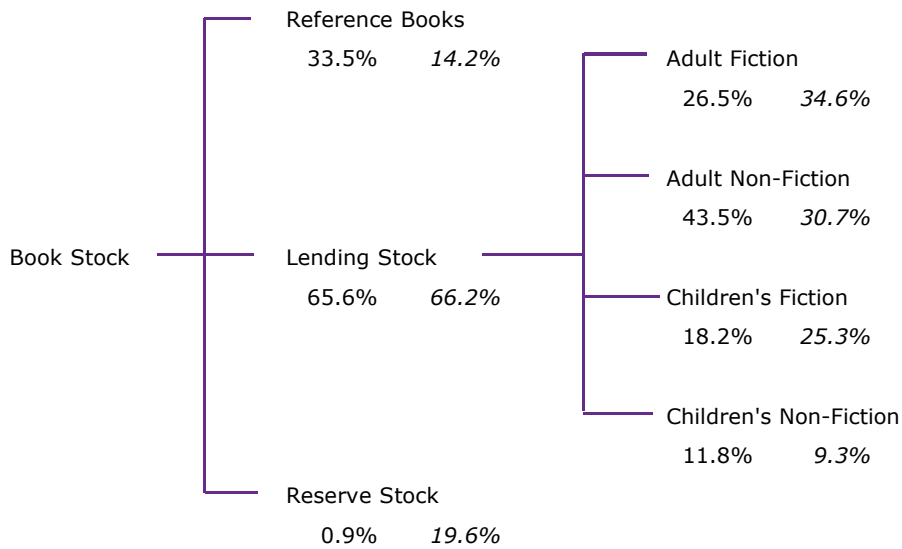 Reference Books
33.5% 14.2%
Adult Fiction
26.5% 34.6%
Adult Non-Fiction
43.5% 30.7%
Book Stock
Lending Stock
65.6% 66.2%
Children's Fiction
18.2% 25.3%
Children's Non-Fiction
11.8% 9.3%
Reserve Stock
0.9% 19.6%